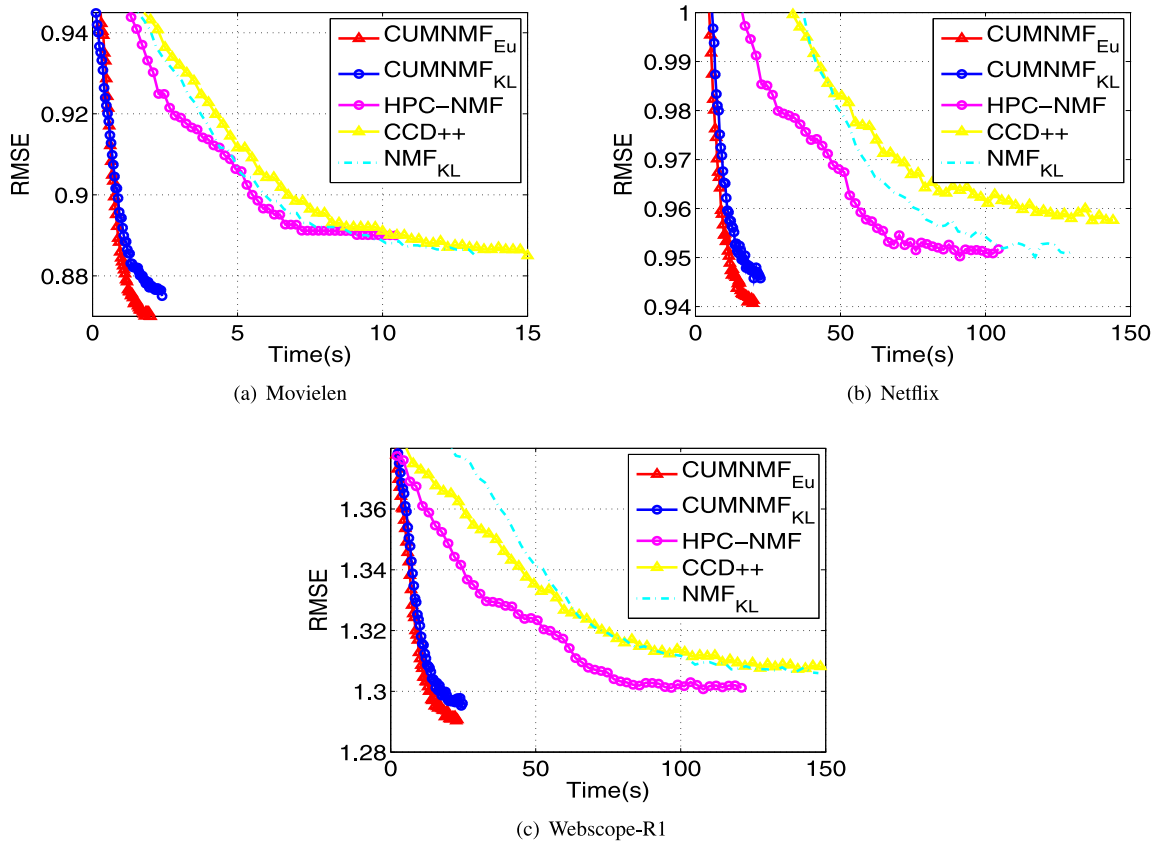 0.94
0.92
0.9
0.88
RMSE
0
5
10
15
Time(s)
CUMNMF_Eu
CUMNMF_KL
HPC-NMF
CCD++
NMF_KL
(a) Movielen
1
0.99
0.98
0.97
0.96
0.95
0.94
RMSE
0
50
100
150
Time(s)
CUMNMF_Eu
CUMNMF_KL
HPC-NMF
CCD++
NMF_KL
(b) Netflix
1.36
1.34
1.32
1.3
1.28
RMSE
0
50
100
150
Time(s)
CUMNMF_Eu
CUMNMF_KL
HPC-NMF
CCD++
NMF_KL
(c) Webscope-R1